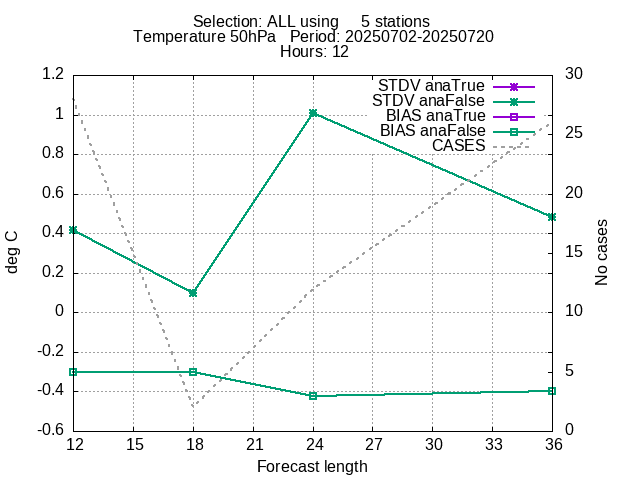 Selection: ALL using     5 stations
Temperature 50hPa   Period: 20250702-20250720
Hours: 12
STDV anaTrue
STDV anaFalse
BIAS anaTrue
BIAS anaFalse
CASES
1.2
1
0.8
0.6
0.4
0.2
0
-0.2
-0.4
-0.6
deg C
30
25
20
15
10
5
0
No cases
12 15 18 21 24 27 30 33 36
Forecast length